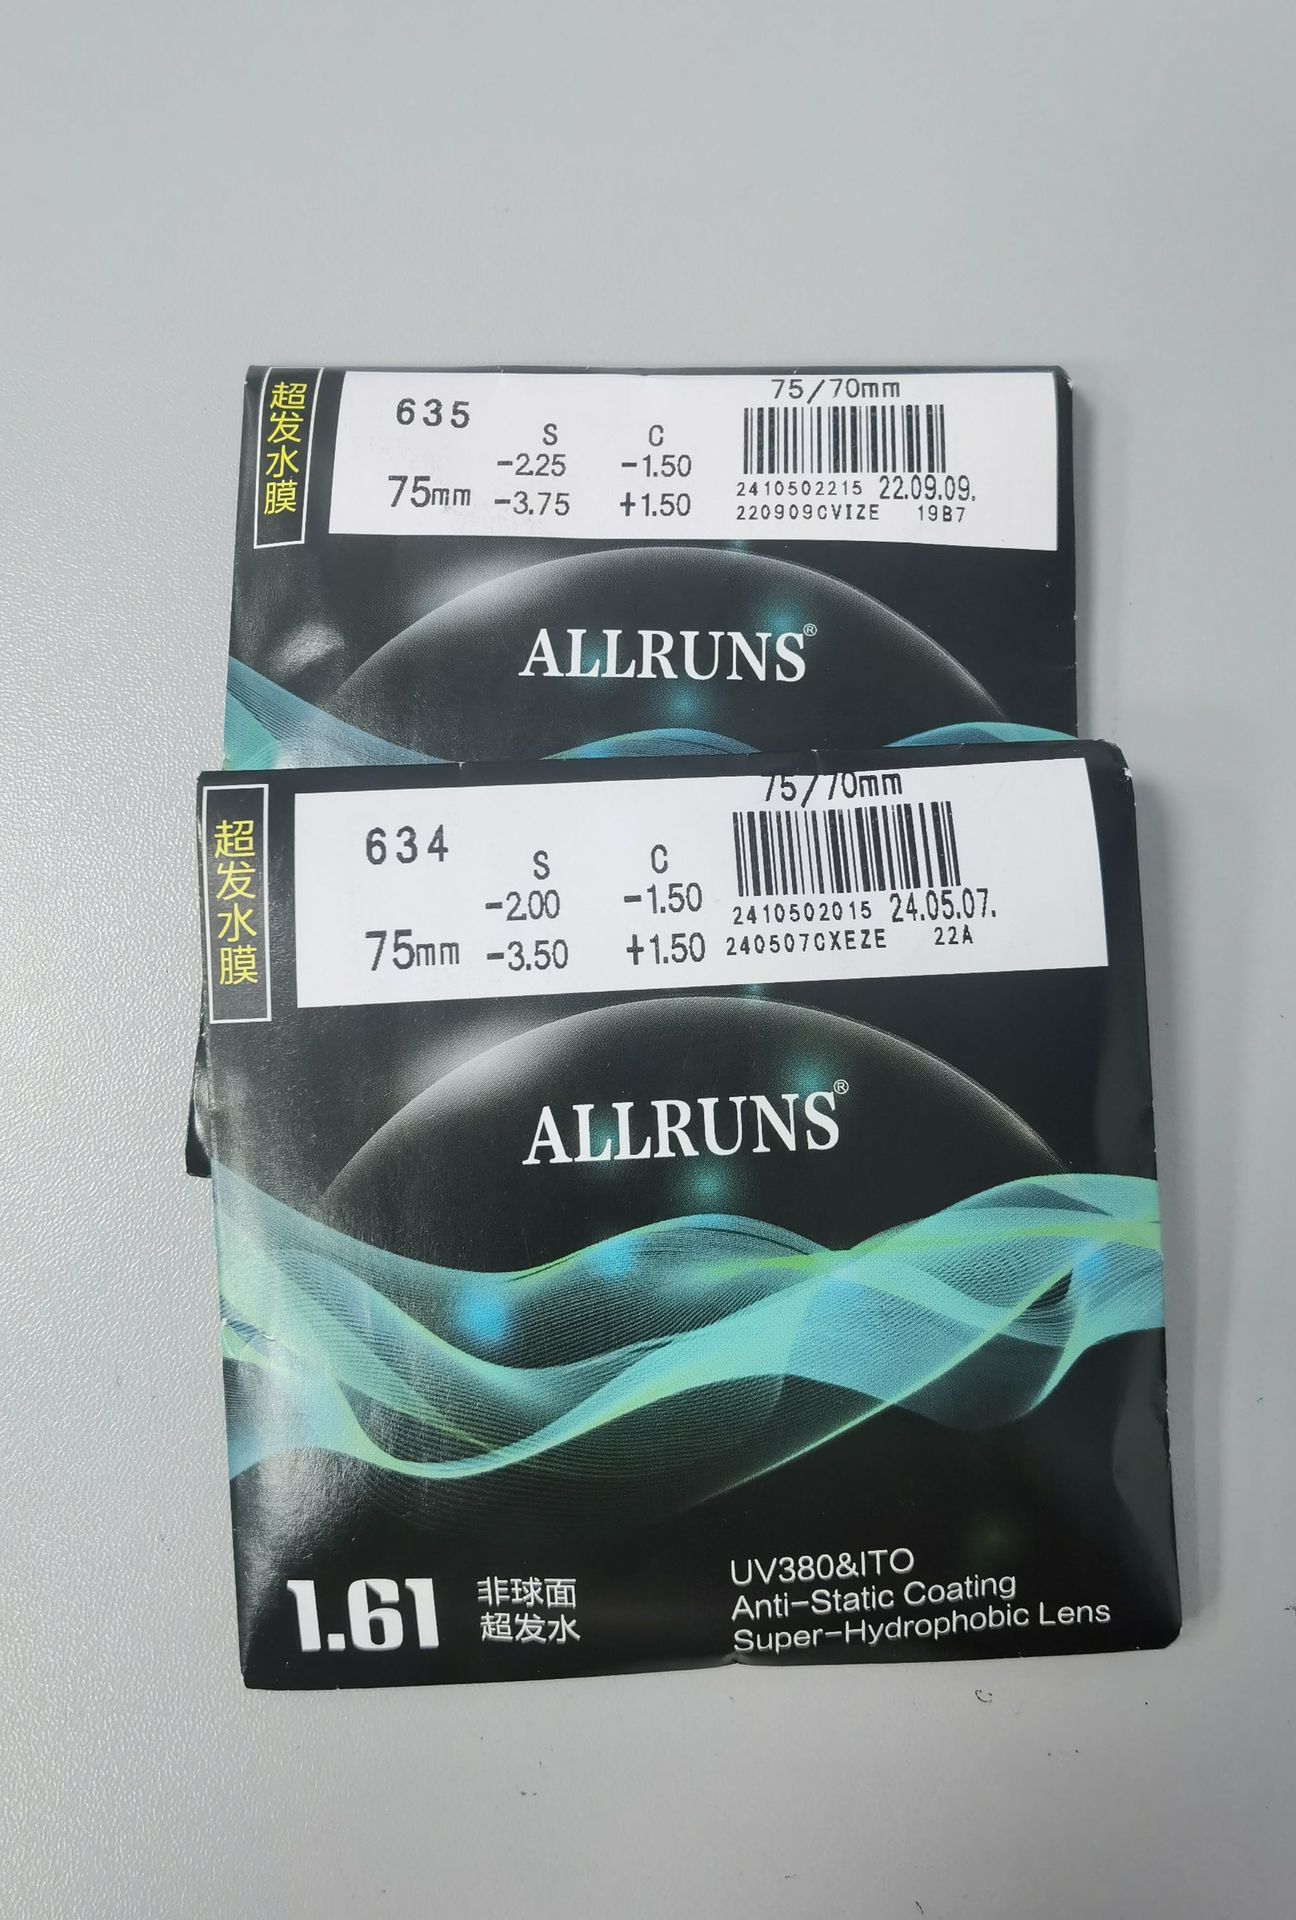 超发水膜
635
75/70mm
S C
-2.25 -1.50
75mm -3.75 +1.50
2410502215 22.09.09.
220909CVIZE 19B7
ALLRUNS®
超发水膜
634
75/70mm
S C
-2.00 -1.50
75mm -3.50 +1.50
2410502015 24.05.07.
240507CXEZE 22A
ALLRUNS®
1.61
非球面
超发水
UV380&ITO
Anti-Static Coating
Super-Hydrophobic Lens